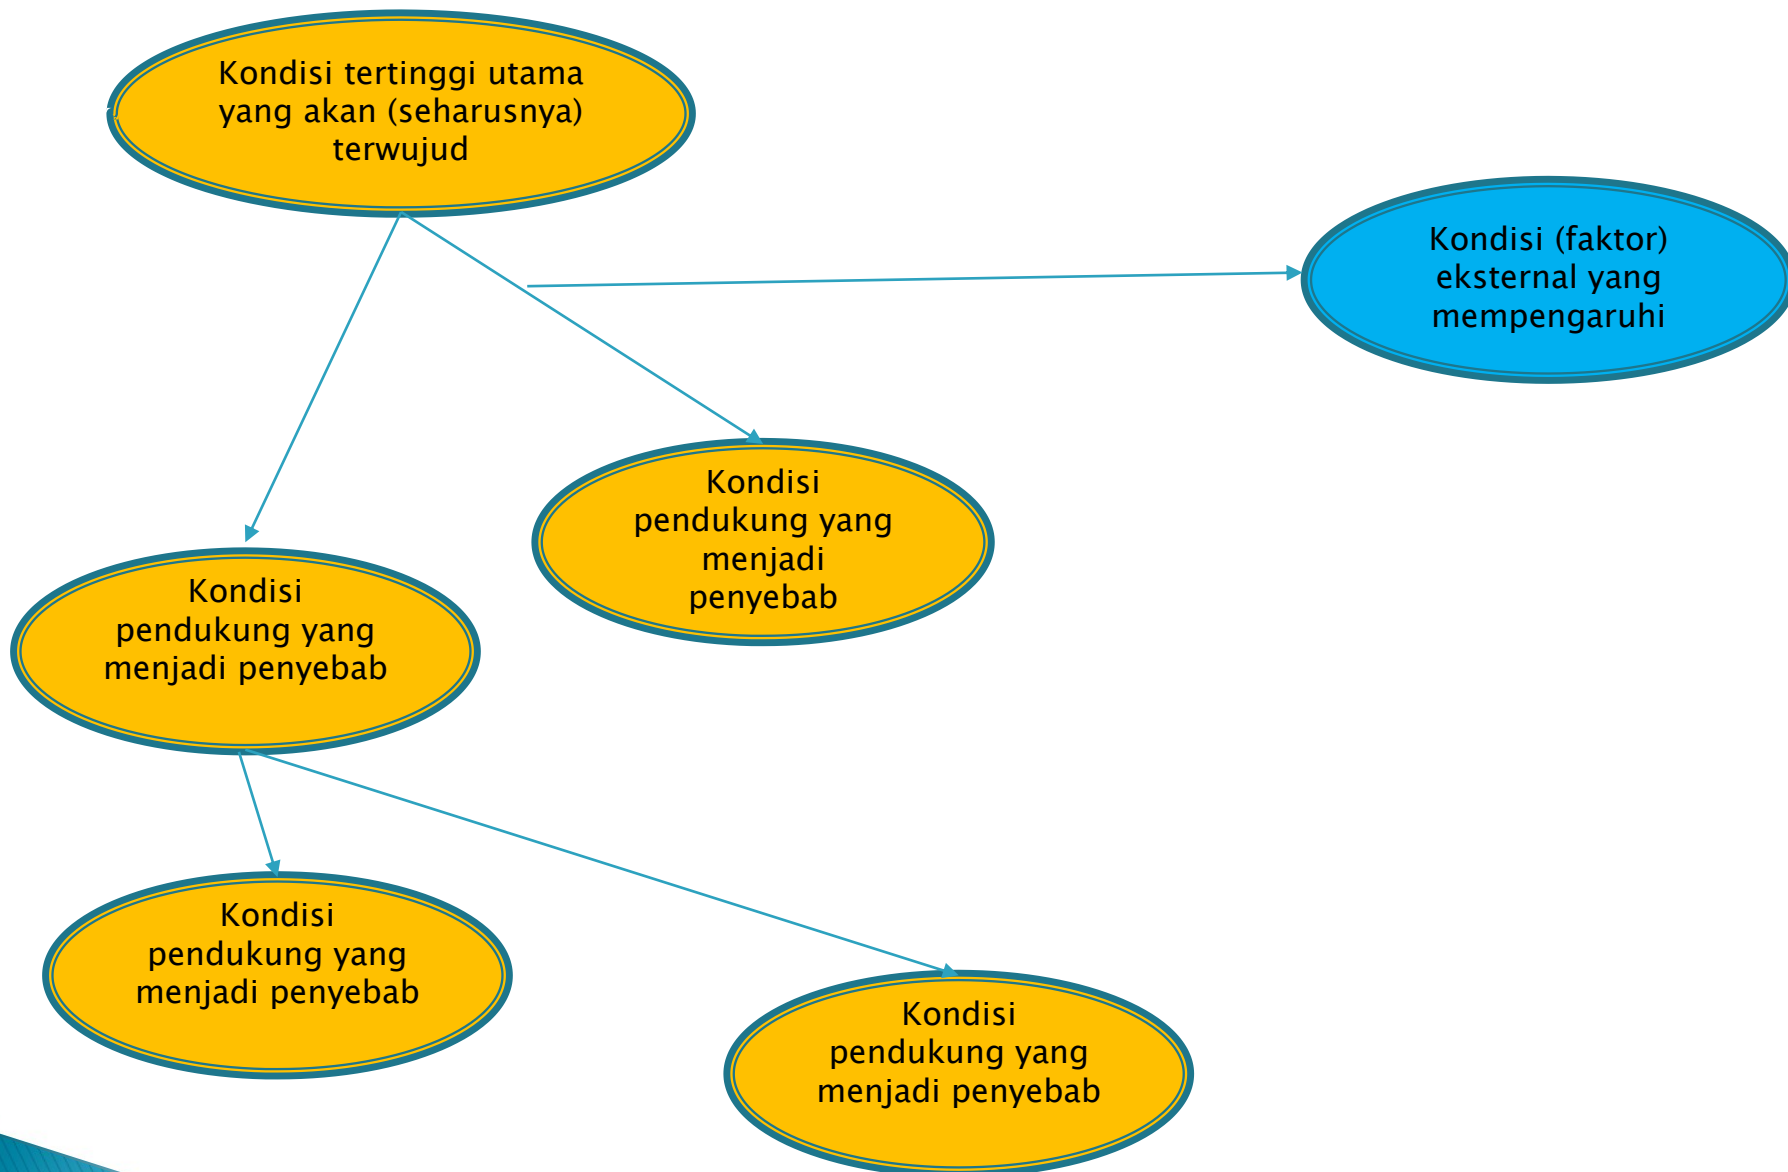 Kondisi tertinggi utama
yang akan (seharusnya)
terwujud
Kondisi (faktor)
eksternal yang
mempengaruhi
Kondisi
pendukung yang
menjadi
penyebab
Kondisi
pendukung yang
menjadi penyebab
Kondisi
pendukung yang
menjadi penyebab
Kondisi
pendukung yang
menjadi penyebab